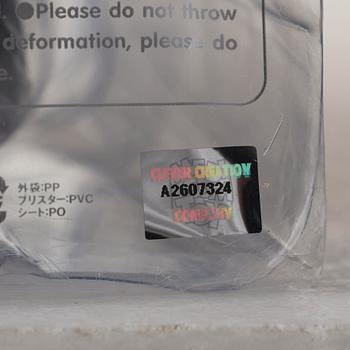 l. ●Please do not throw
deformation, please do
e.
外袋:PP
ブリスター:PVC
シート:PO
A2607324
COMPANY